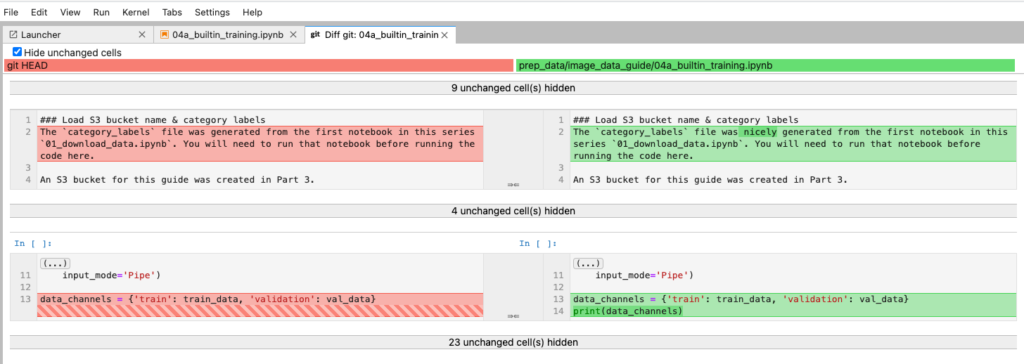 File Edit View Run Kernel Tabs Settings Help
Launcher × 04a_builtin_training.ipynb × git Diff git: 04a_builtin_trainin ×
Hide unchanged cells
git HEAD
prep_data/image_data_guide/04a_builtin_training.ipynb
9 unchanged cell(s) hidden
1 ### Load S3 bucket name & category labels
2 The `category_labels` file was generated from the first notebook in this series
`01_download_data.ipynb`. You will need to run that notebook before running the
code here.
3
4 An S3 bucket for this guide was created in Part 3.
1 ### Load S3 bucket name & category labels
2 The `category_labels` file was nicely generated from the first notebook in this
series `01_download_data.ipynb`. You will need to run that notebook before
running the code here.
3
4 An S3 bucket for this guide was created in Part 3.
4 unchanged cell(s) hidden
In [ ]:
(...)
11 input_mode='Pipe')
12
13 data_channels = {'train': train_data, 'validation': val_data}
In [ ]:
(...)
11 input_mode='Pipe')
12
13 data_channels = {'train': train_data, 'validation': val_data}
14 print(data_channels)
23 unchanged cell(s) hidden